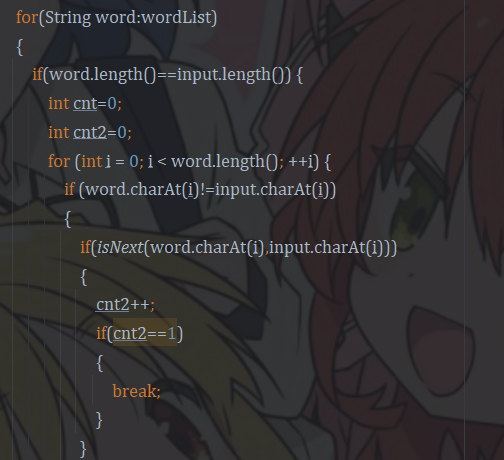 for(String word:wordList)
{
if(word.length()==input.length()) {
int cnt=0;
int cnt2=0;
for (int i = 0; i < word.length(); ++i) {
if (word.charAt(i)!=input.charAt(i))
{
if(isNext(word.charAt(i),input.charAt(i)))
{
cnt2++;
if(cnt2==1)
{
break;
}
}